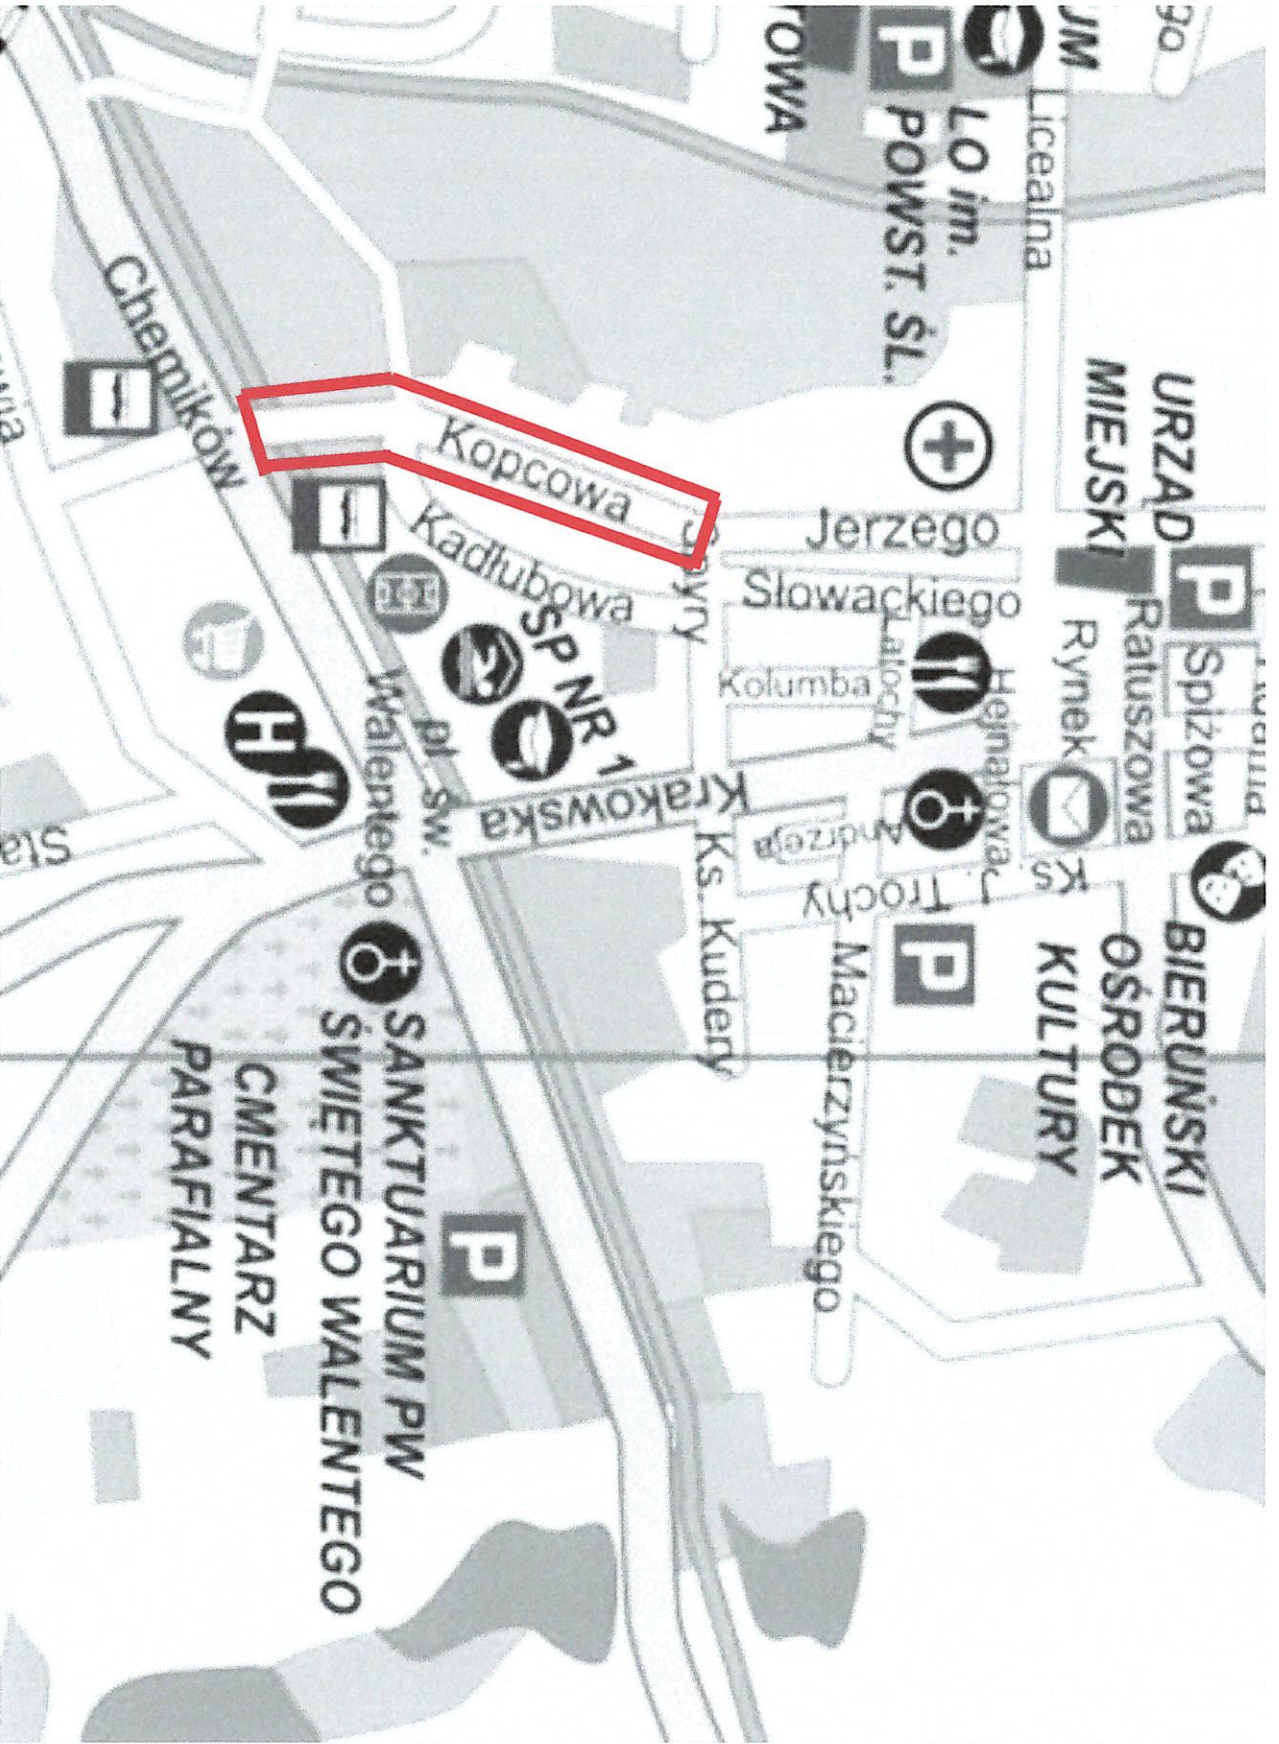 Licealna
LO im.
POWST. ŚL.
URZĄD
MIEJSKI
P
P
Jerzego
Słowackiego
Kopcowa
Kadłubowa
Chemików
SP NR 1
Kolumba
Latochy
Hejnałowa
Rynek
Ratuszowa
Spiżowa
Krakowska
Andrzeja
Ks. J. Trochy
Ks. Kudery
Macierzyńskiego
pl. św.
Walentego
H
P
BIERUŃSKI
OŚRODEK
KULTURY
SANKTUARIUM PW
ŚWIĘTEGO WALENTEGO
CMENTARZ
PARAFIALNY
P